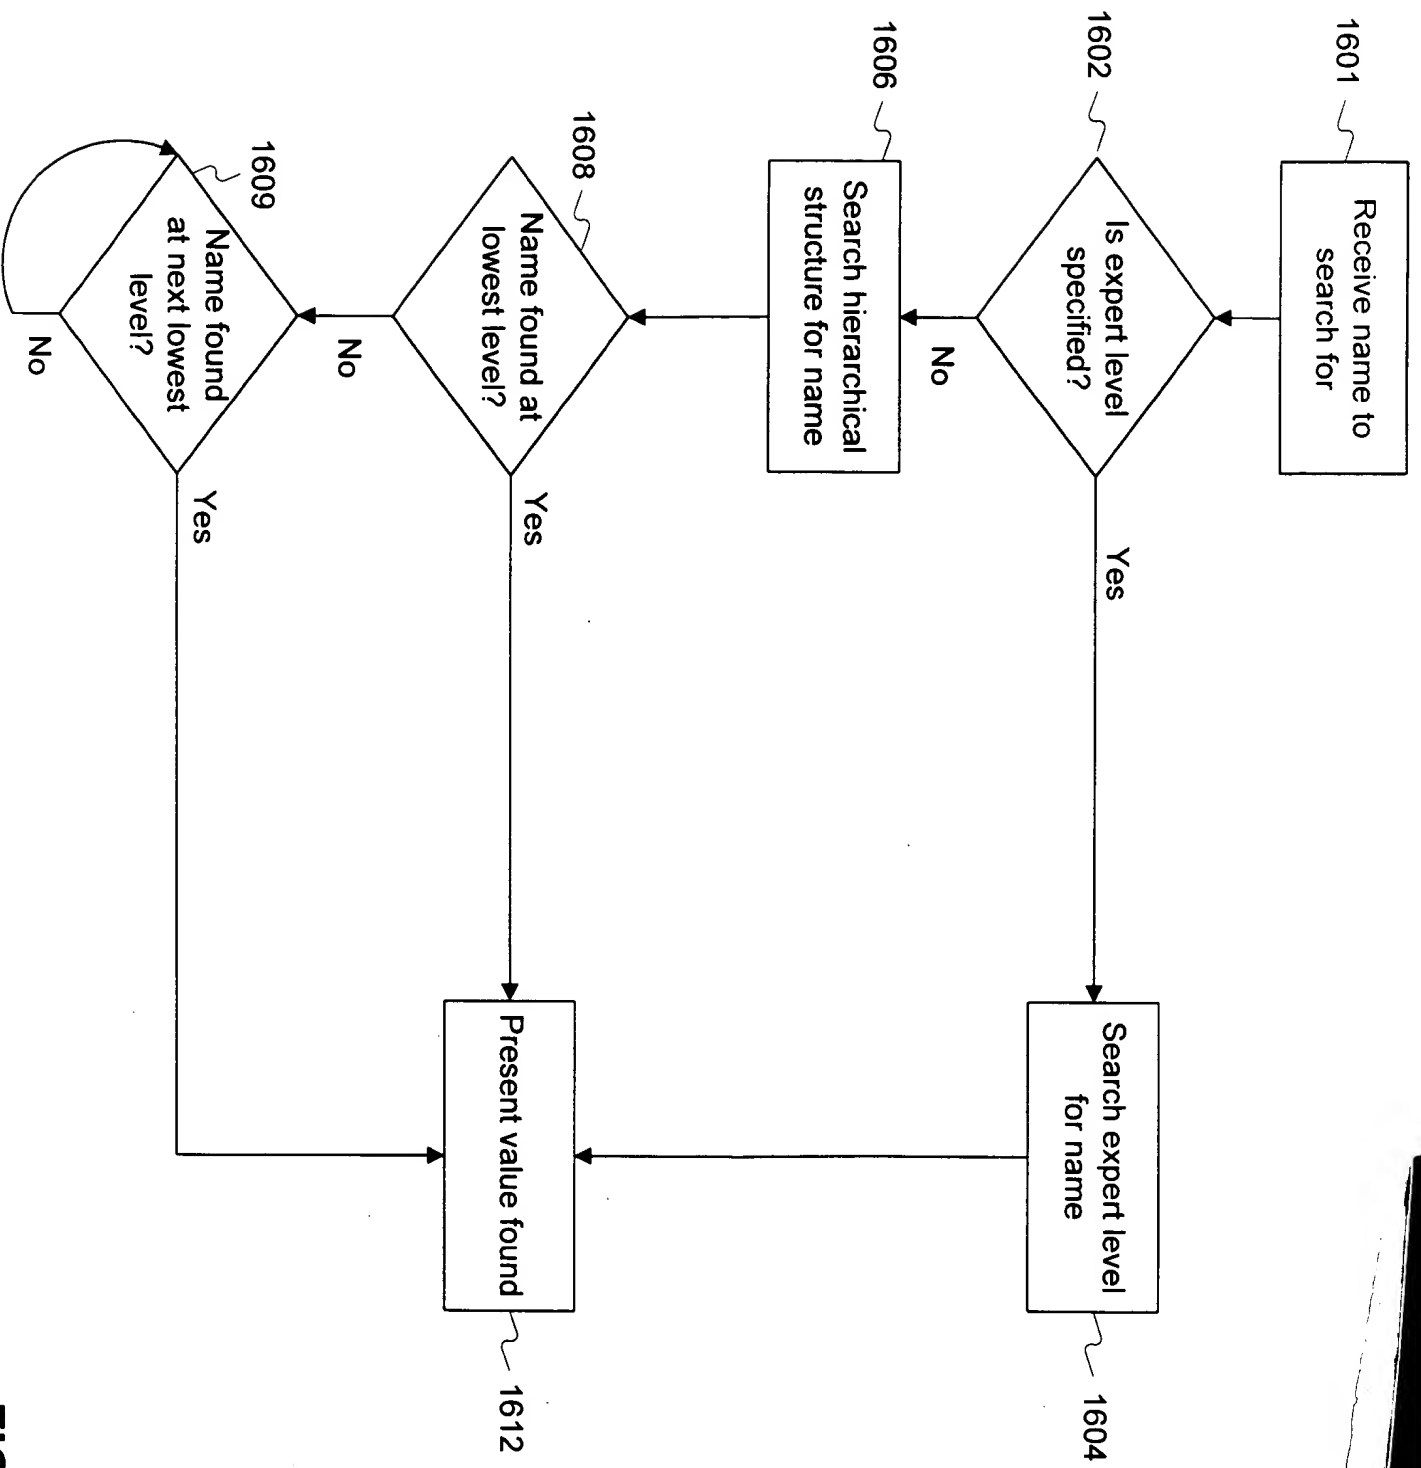 1601
Receive name to
search for
1602
Is expert level
specified?
Yes
No
Search expert level
for name
1604
1606
Search hierarchical
structure for name
1608
Name found at
lowest level?
Yes
No
Present value found
1612
1609
Name found
at next lowest
level?
Yes
No